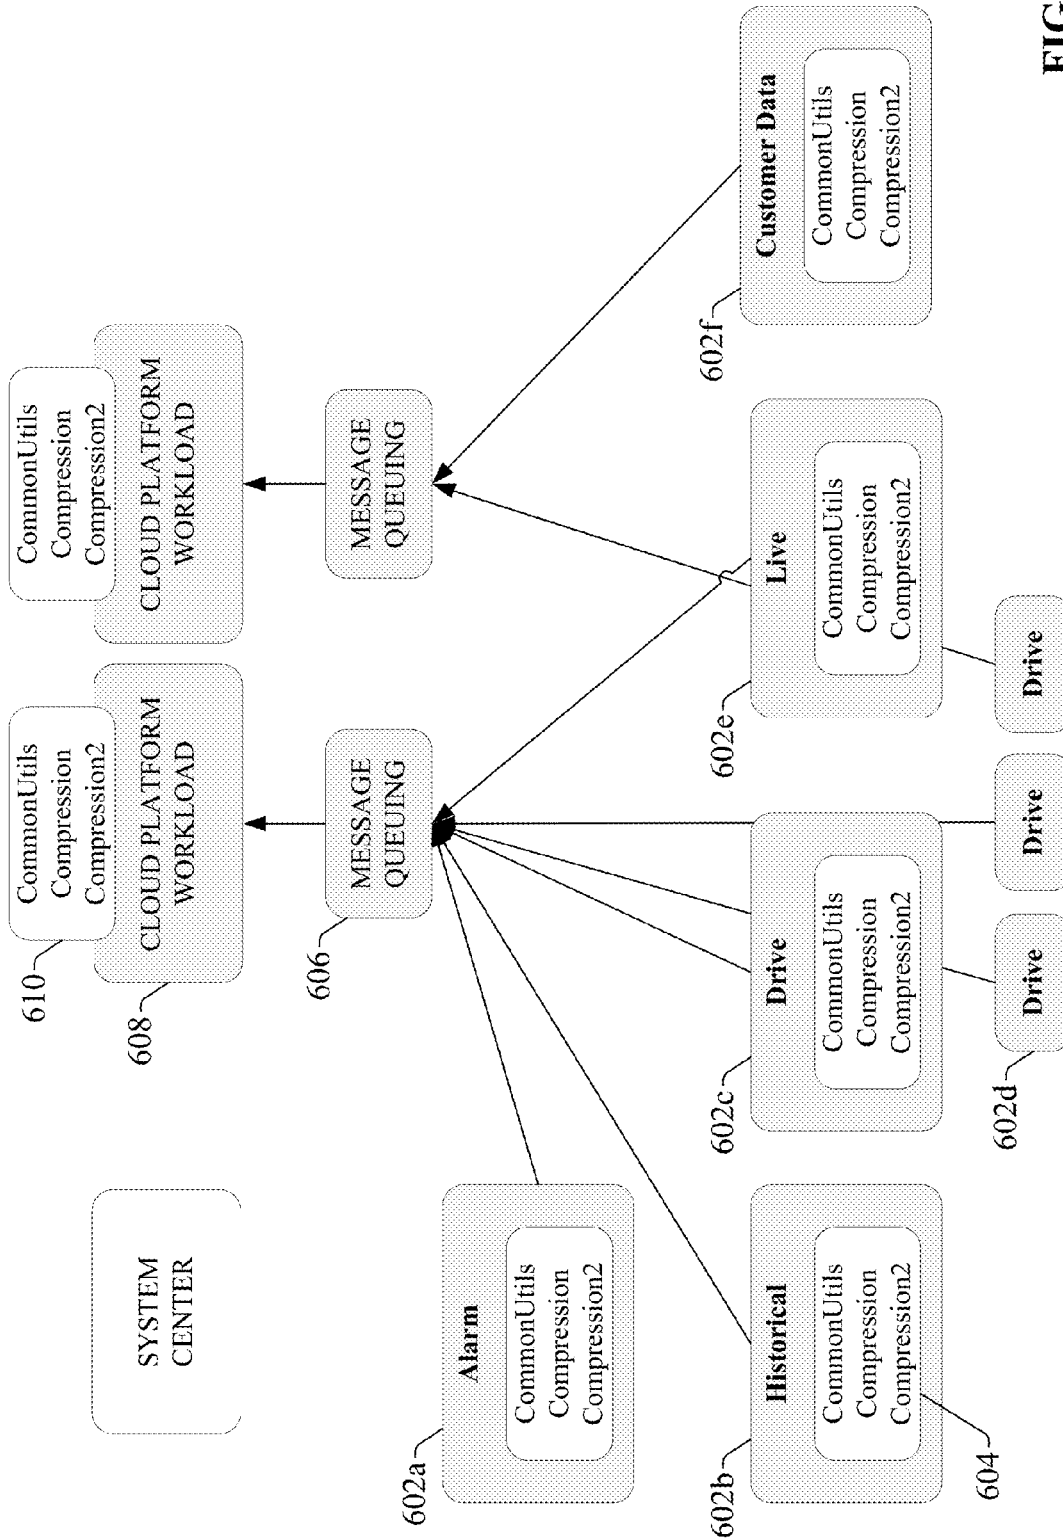 SYSTEM
CENTER
610
CommonUtils
Compression
Compression2
608
CLOUD PLATFORM
WORKLOAD
CommonUtils
Compression
Compression2
CLOUD PLATFORM
WORKLOAD
606
MESSAGE
QUEUING
MESSAGE
QUEUING
602a
Alarm
CommonUtils
Compression
Compression2
602b
Historical
CommonUtils
Compression
Compression2
604
602c
Drive
CommonUtils
Compression
Compression2
602e
Live
CommonUtils
Compression
Compression2
602f
Customer Data
CommonUtils
Compression
Compression2
602d
Drive
Drive
Drive
FIG